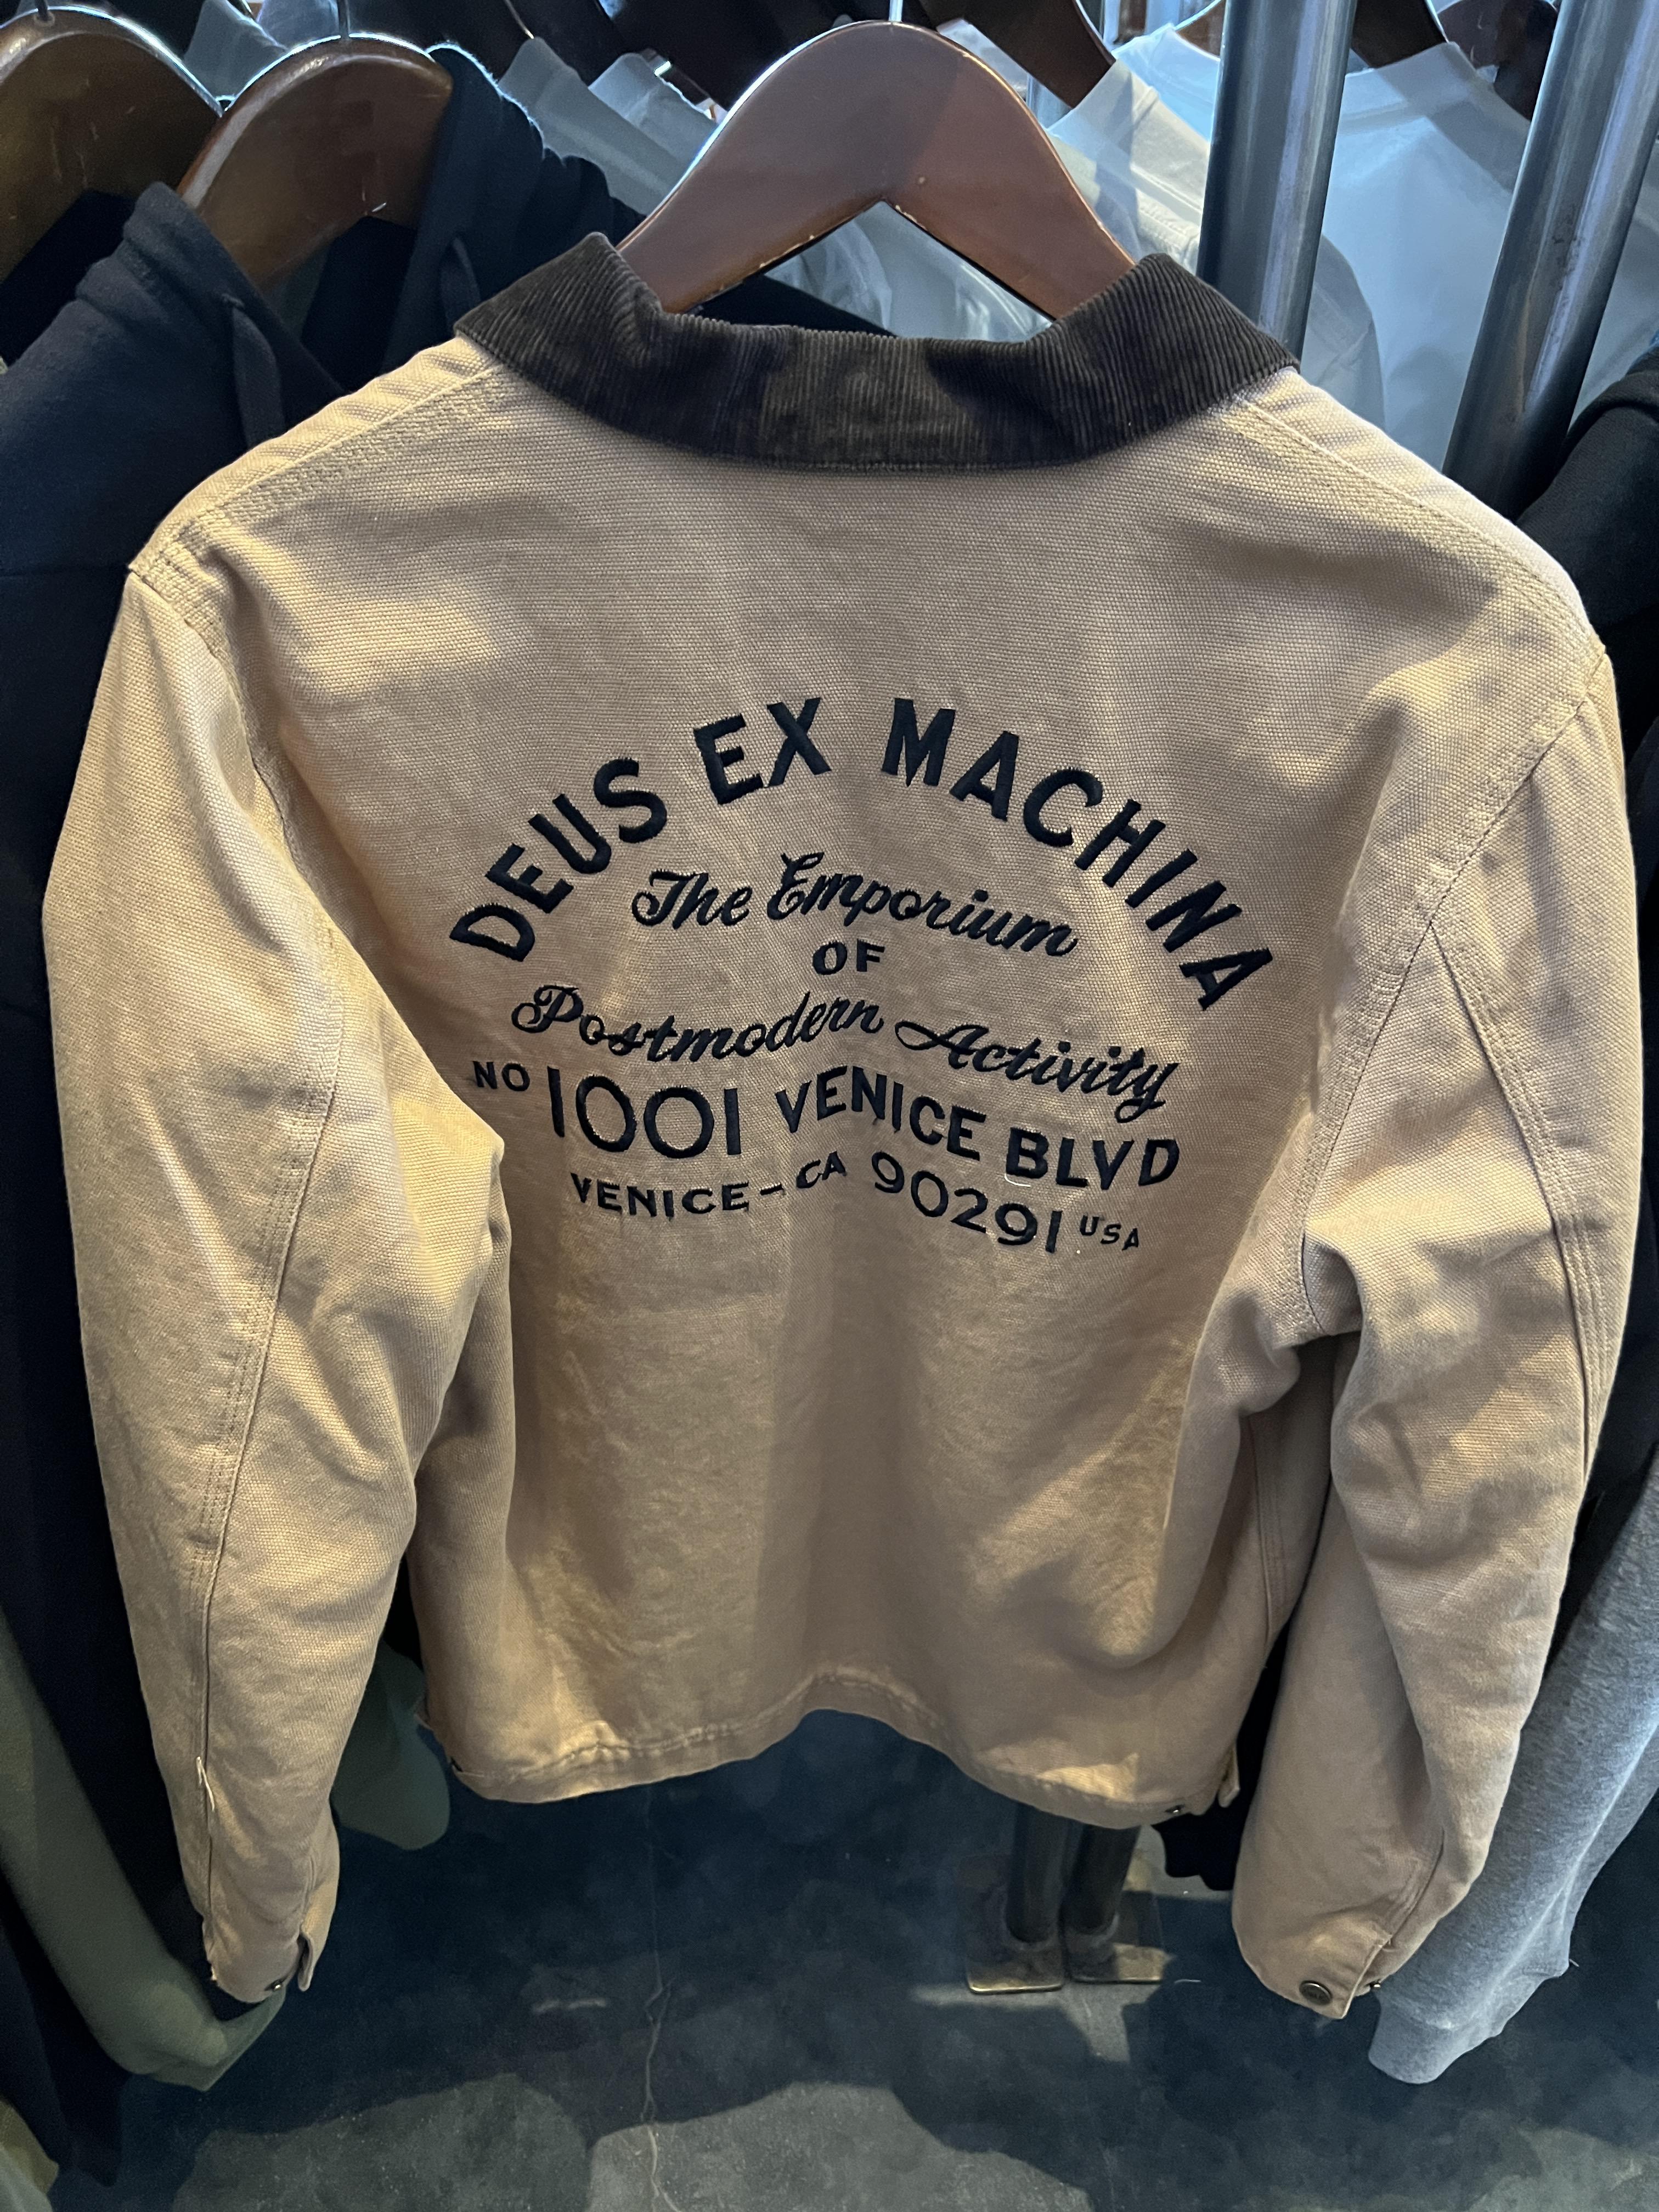 DEUS EX MACHINA
The Emporium
OF
Postmodern Activity
NO 1001 VENICE BLVD
VENICE-CA 90291 USA